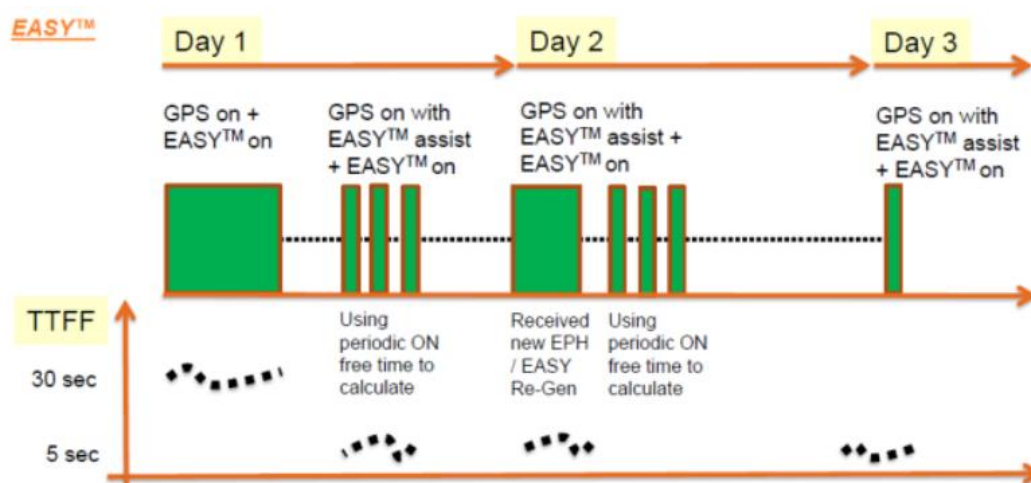 EASY™
Day 1
Day 2
Day 3
GPS on +
EASY™ on
GPS on with
EASY™ assist
+ EASY™ on
GPS on with
EASY™ assist +
EASY™ on
GPS on with
EASY™ assist
+ EASY™ on
Using
periodic ON
free time to
calculate
Received
new EPH
/ EASY
Re-Gen
Using
periodic ON
free time to
calculate
TTFF
30 sec
5 sec